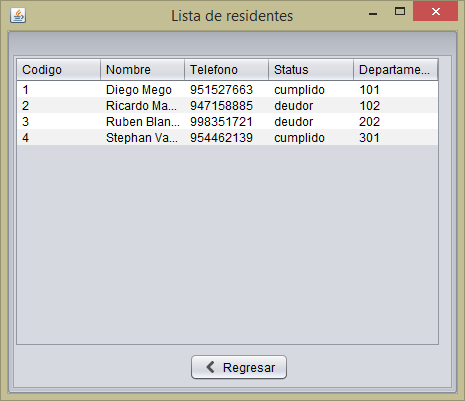 Lista de residentes
Codigo Nombre Telefono Status Departame...
1 Diego Mego 951527663 cumplido 101
2 Ricardo Ma... 947158885 deudor 102
3 Ruben Blan... 998351721 deudor 202
4 Stephan Va... 954462139 cumplido 301
Regresar